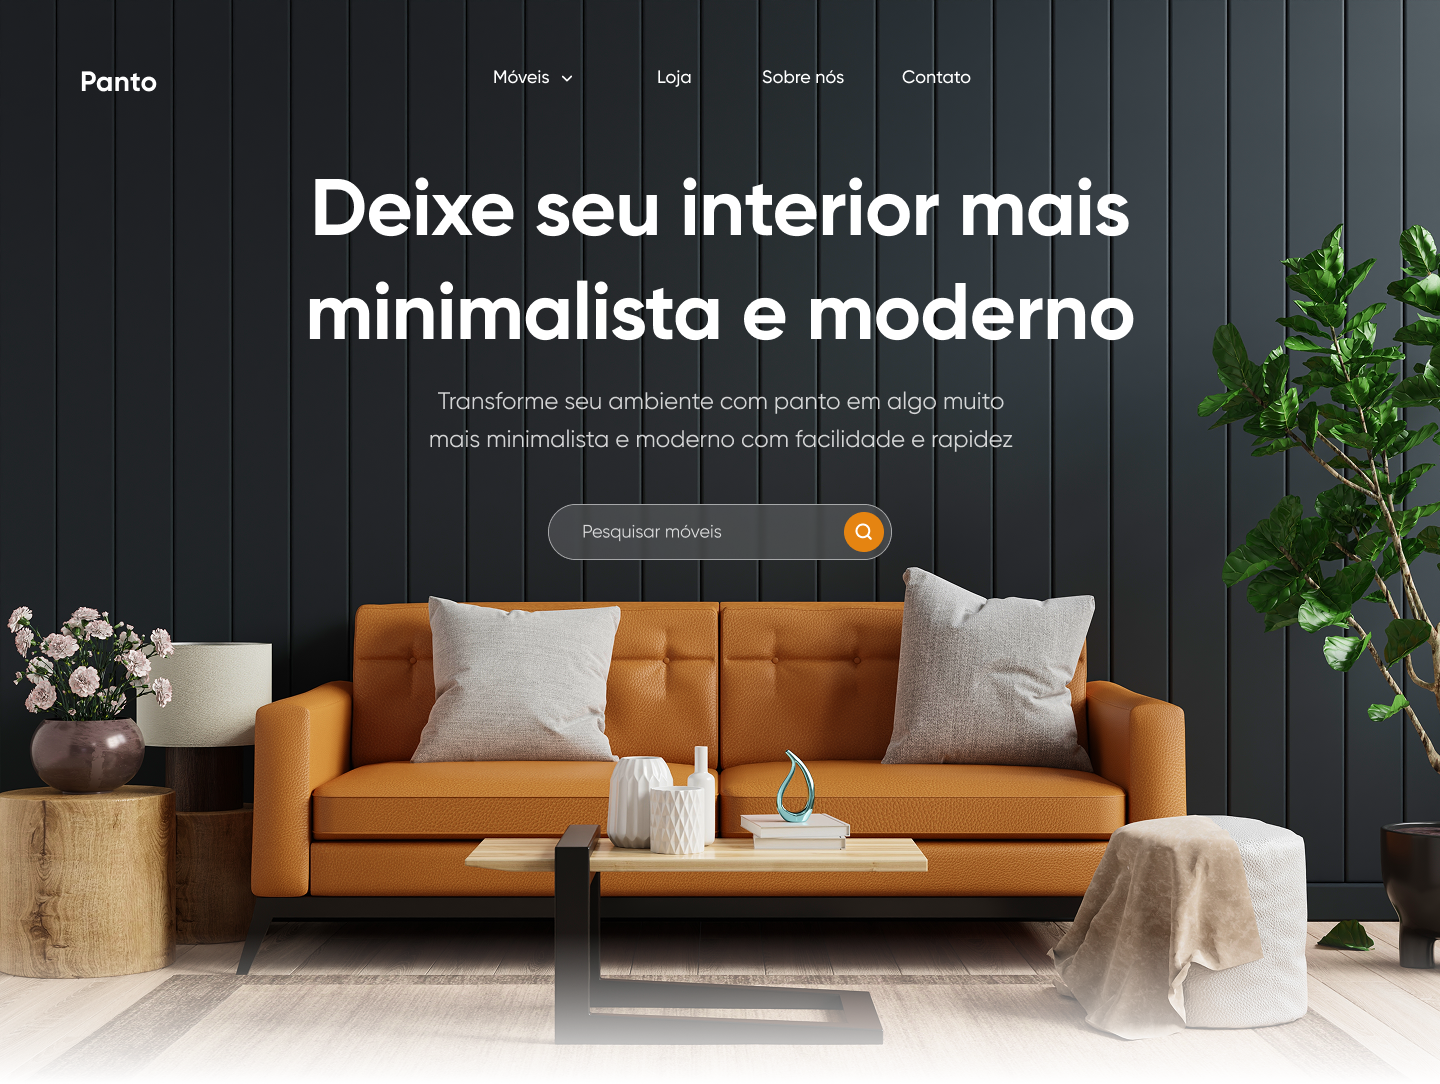 Panto
Móveis
Loja
Sobre nós
Contato
Deixe seu interior mais
minimalista e moderno
Transforme seu ambiente com panto em algo muito
mais minimalista e moderno com facilidade e rapidez
Pesquisar móveis